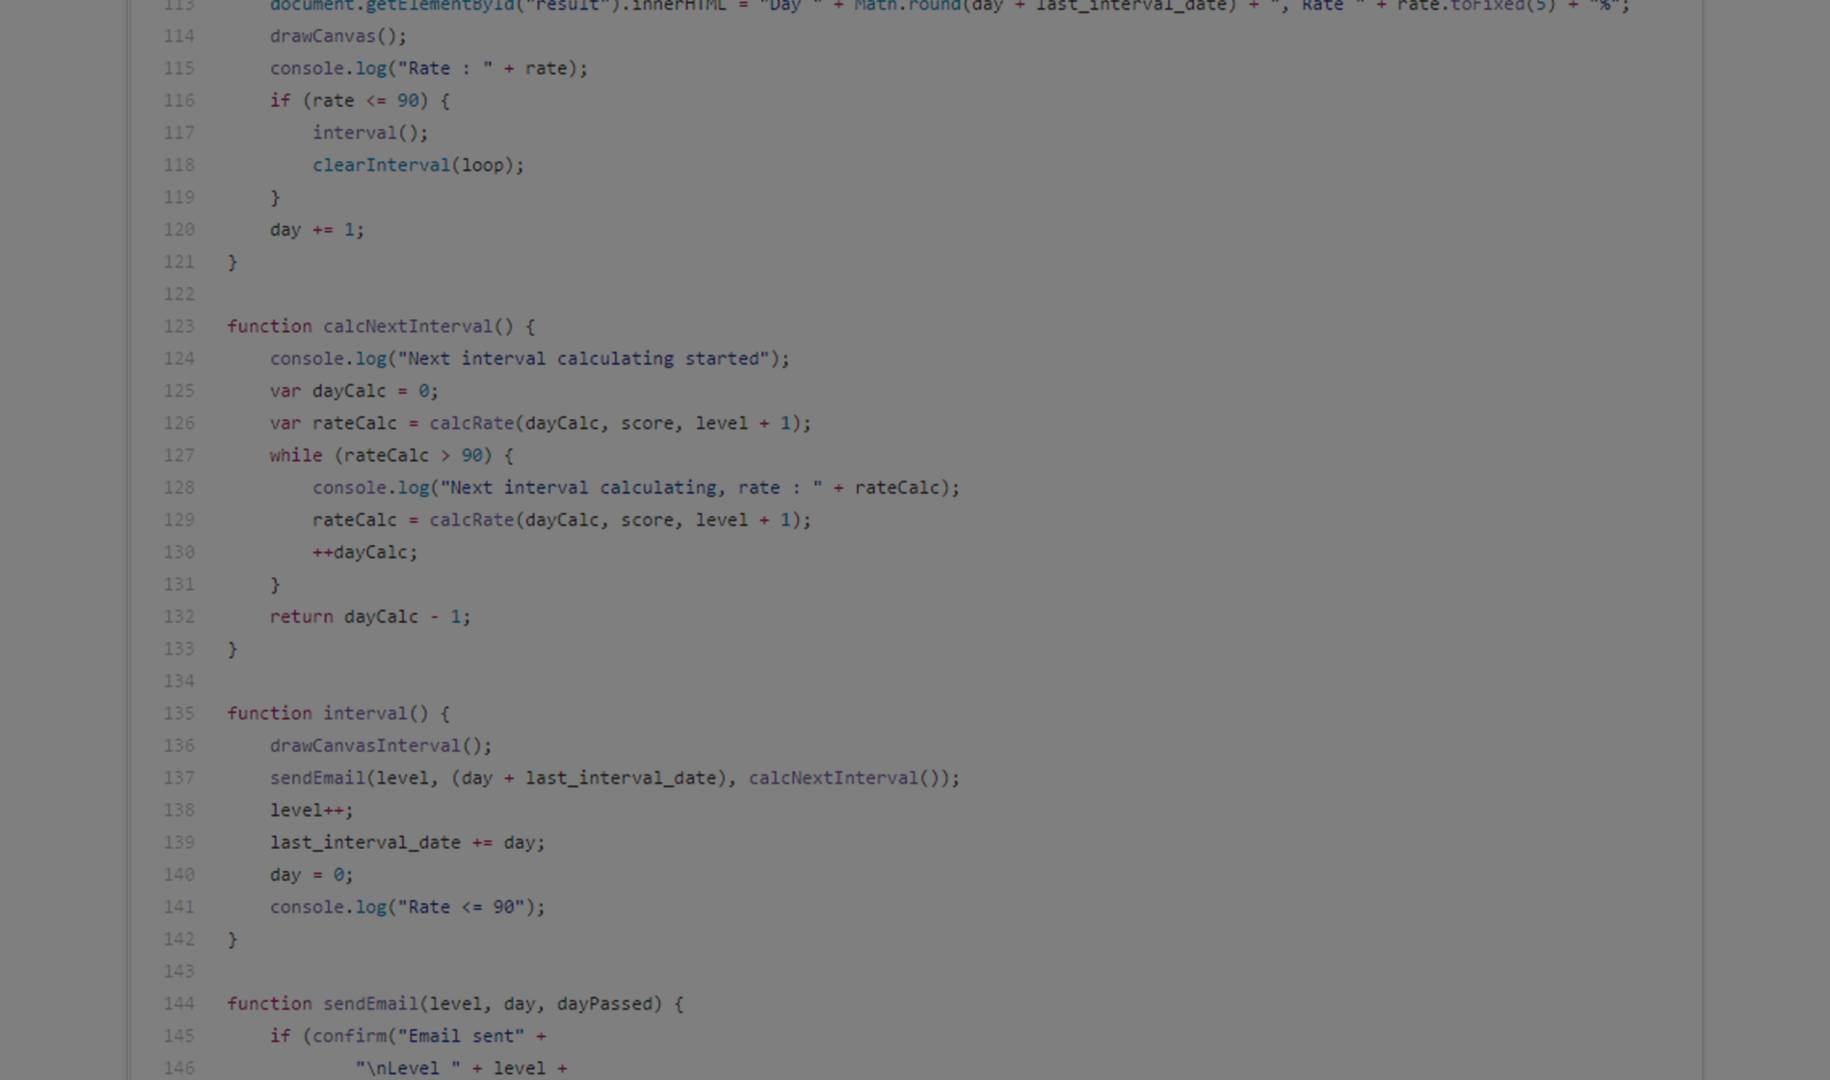 113 document.getElementById("result").innerHTML = "Day " + Math.round(day + last_interval_date) + ", Rate " + rate.toFixed(5) + "%";
114 drawCanvas();
115 console.log("Rate : " + rate);
116 if (rate <= 90) {
117 interval();
118 clearInterval(loop);
119 }
120 day += 1;
121 }
122
123 function calcNextInterval() {
124 console.log("Next interval calculating started");
125 var dayCalc = 0;
126 var rateCalc = calcRate(dayCalc, score, level + 1);
127 while (rateCalc > 90) {
128 console.log("Next interval calculating, rate : " + rateCalc);
129 rateCalc = calcRate(dayCalc, score, level + 1);
130 ++dayCalc;
131 }
132 return dayCalc - 1;
133 }
134
135 function interval() {
136 drawCanvasInterval();
137 sendEmail(level, (day + last_interval_date), calcNextInterval());
138 level++;
139 last_interval_date += day;
140 day = 0;
141 console.log("Rate <= 90");
142 }
143
144 function sendEmail(level, day, dayPassed) {
145 if (confirm("Email sent" +
146 "\nLevel " + level +